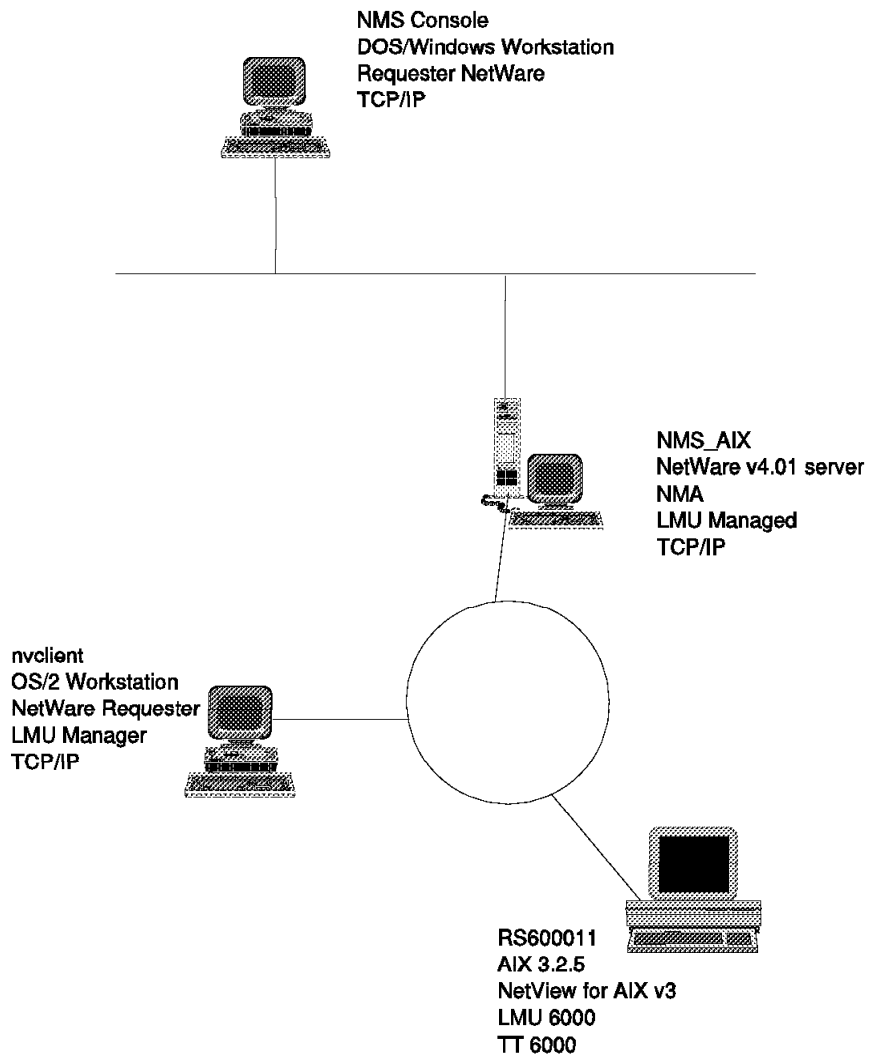 NMS Console
DOS/Windows Workstation
Requester NetWare
TCP/IP
NMS_AIX
NetWare v4.01 server
NMA
LMU Managed
TCP/IP
nvclient
OS/2 Workstation
NetWare Requester
LMU Manager
TCP/IP
RS600011
AIX 3.2.5
NetView for AIX v3
LMU 6000
TT 6000